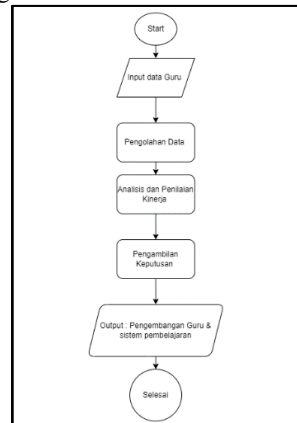 Start
Input data Guru
Pengolahan Data
Analisis dan Penilaian
Kinerja
Pengambilan
Keputusan
Output : Pengembangan Guru &
sistem pembelajaran
Selesai